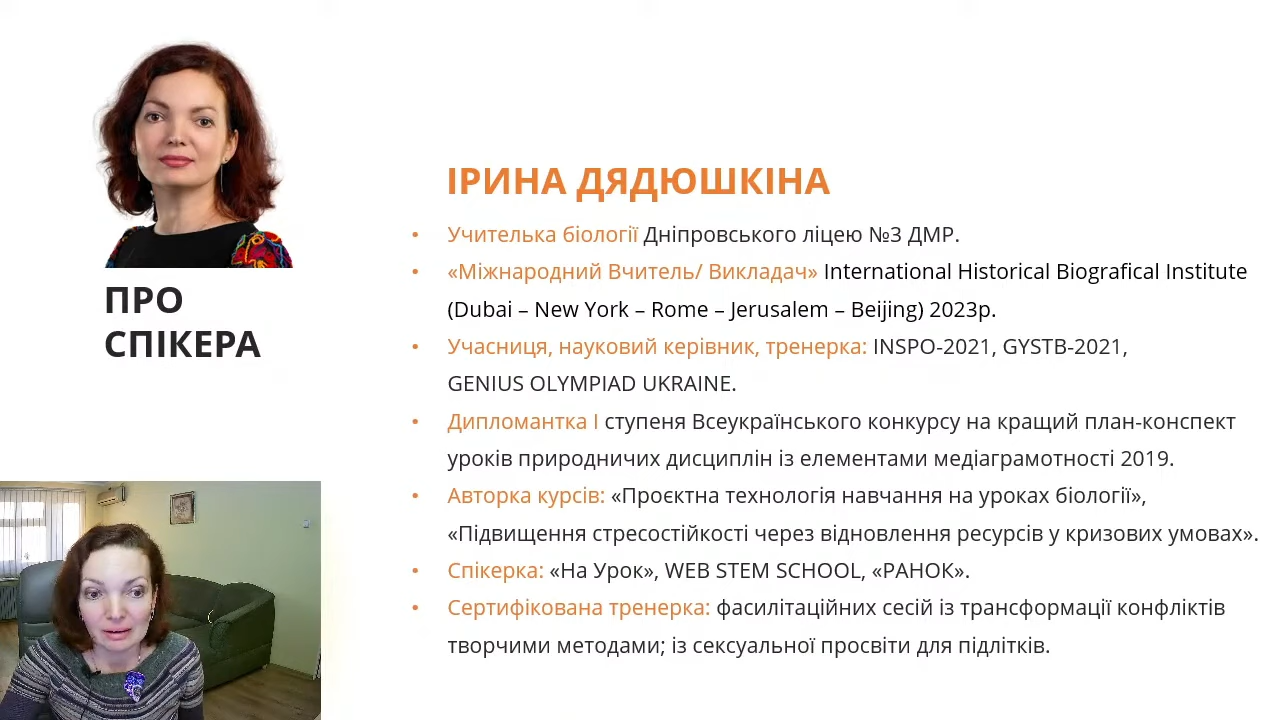 ПРО
СПІКЕРА
ІРИНА ДЯДЮШКІНА
• Учителька біології Дніпровського ліцею №3 ДМР.
• «Міжнародний Вчитель/ Викладач» International Historical Biografical Institute
(Dubai – New York – Rome – Jerusalem – Beijing) 2023р.
• Учасниця, науковий керівник, тренерка: INSPO-2021, GYSTB-2021,
GENIUS OLYMPIAD UKRAINE.
• Дипломантка І ступеня Всеукраїнського конкурсу на кращий план-конспект
уроків природничих дисциплін із елементами медіаграмотності 2019.
• Авторка курсів: «Проєктна технологія навчання на уроках біології»,
«Підвищення стресостійкості через відновлення ресурсів у кризових умовах».
• Спікерка: «На Урок», WEB STEM SCHOOL, «РАНОК».
• Сертифікована тренерка: фасилітаційних сесій із трансформації конфліктів
творчими методами; із сексуальної просвіти для підлітків.